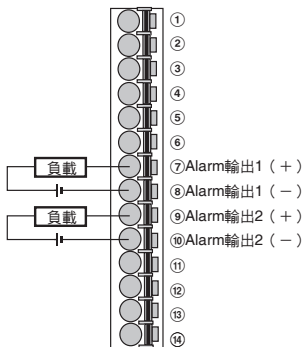 ①
②
③
④
⑤
⑥
負載 ⑦Alarm輸出1（＋）
⑧Alarm輸出1（－）
負載 ⑨Alarm輸出2（＋）
⑩Alarm輸出2（－）
⑪
⑫
⑬
⑭